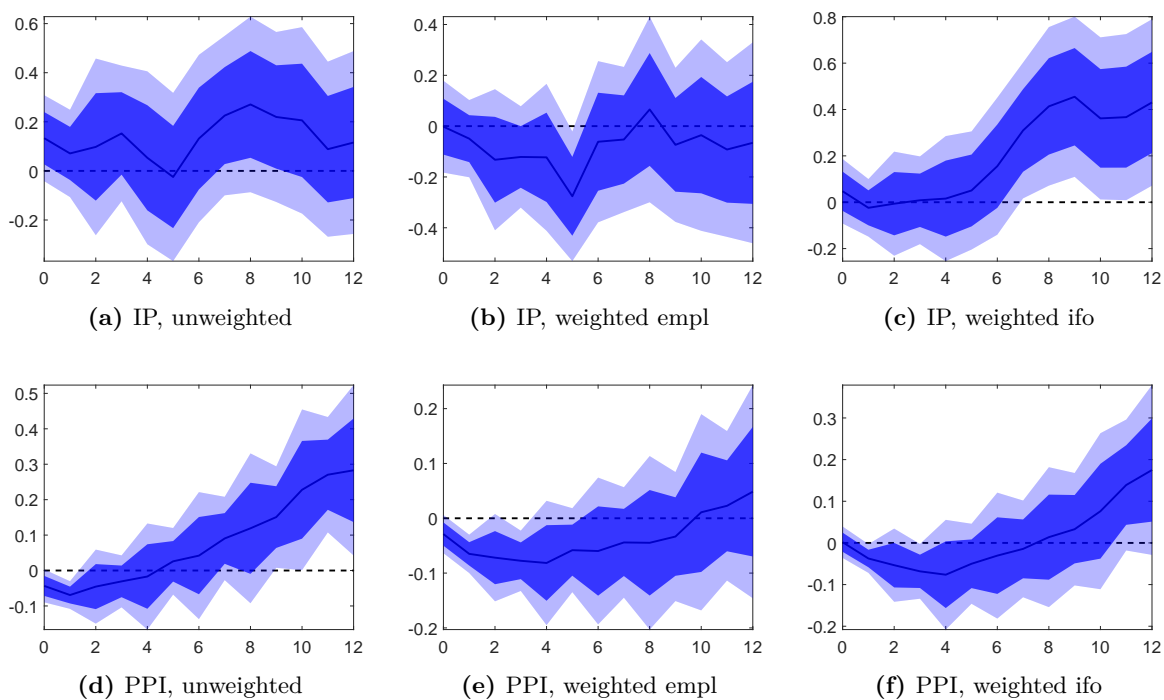 0.6
0.4
0.2
0
-0.2
0 2 4 6 8 10 12
(a) IP, unweighted
0.4
0.2
0
-0.2
-0.4
0 2 4 6 8 10 12
(b) IP, weighted empl
0.8
0.6
0.4
0.2
0
-0.2
0 2 4 6 8 10 12
(c) IP, weighted ifo
0.5
0.4
0.3
0.2
0.1
0
-0.1
0 2 4 6 8 10 12
(d) PPI, unweighted
0.2
0.1
0
-0.1
-0.2
0 2 4 6 8 10 12
(e) PPI, weighted empl
0.3
0.2
0.1
0
-0.1
-0.2
0 2 4 6 8 10 12
(f) PPI, weighted ifo